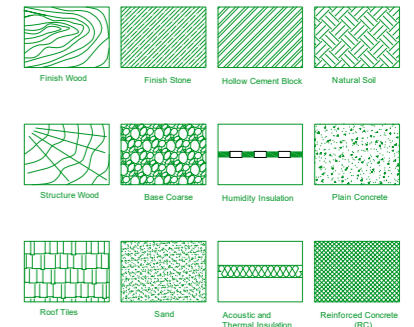 Finish Wood
Finish Stone
Hollow Cement Block
Natural Soil
Structure Wood
Base Coarse
Humidity Insulation
Plain Concrete
Roof Tiles
Sand
Acoustic and
Thermal Insulation
Reinforced Concrete
(RC)